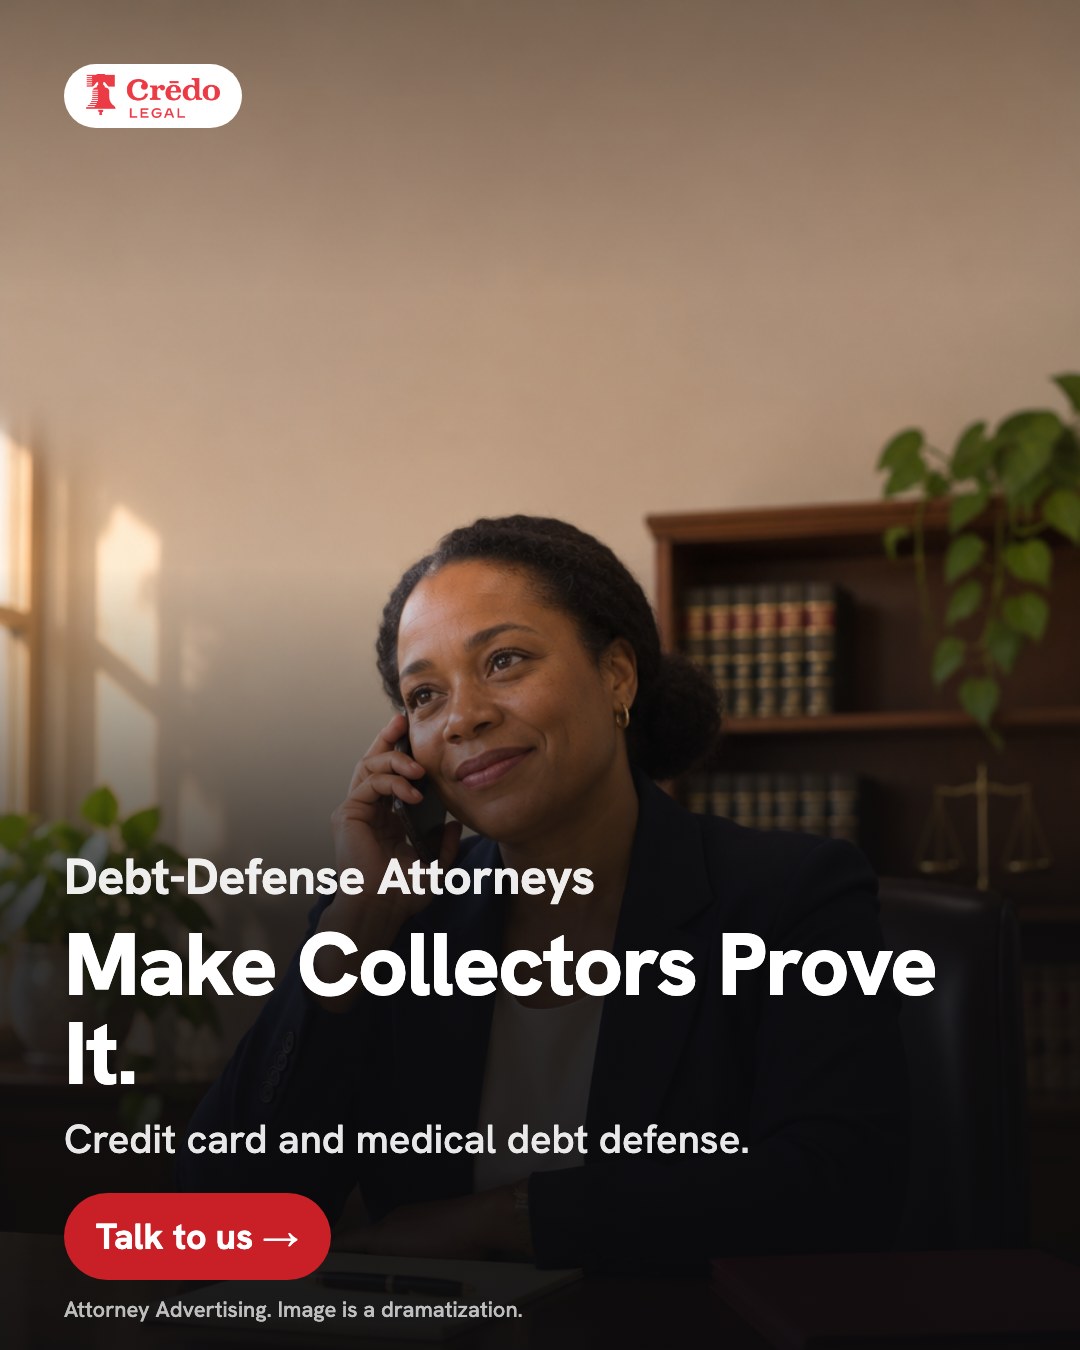 Crēdo
LEGAL
Debt-Defense Attorneys
Make Collectors Prove
It.
Credit card and medical debt defense.
Talk to us →
Attorney Advertising. Image is a dramatization.